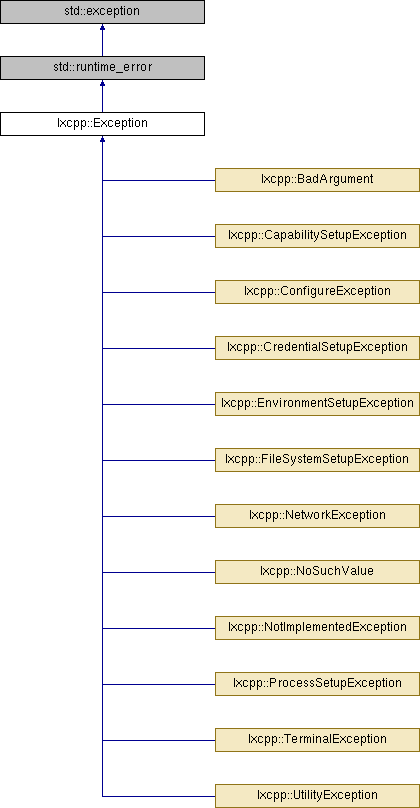 std::exception
std::runtime_error
lxcpp::Exception
lxcpp::BadArgument
lxcpp::CapabilitySetupException
lxcpp::ConfigureException
lxcpp::CredentialSetupException
lxcpp::EnvironmentSetupException
lxcpp::FileSystemSetupException
lxcpp::NetworkException
lxcpp::NoSuchValue
lxcpp::NotImplementedException
lxcpp::ProcessSetupException
lxcpp::TerminalException
lxcpp::UtilityException